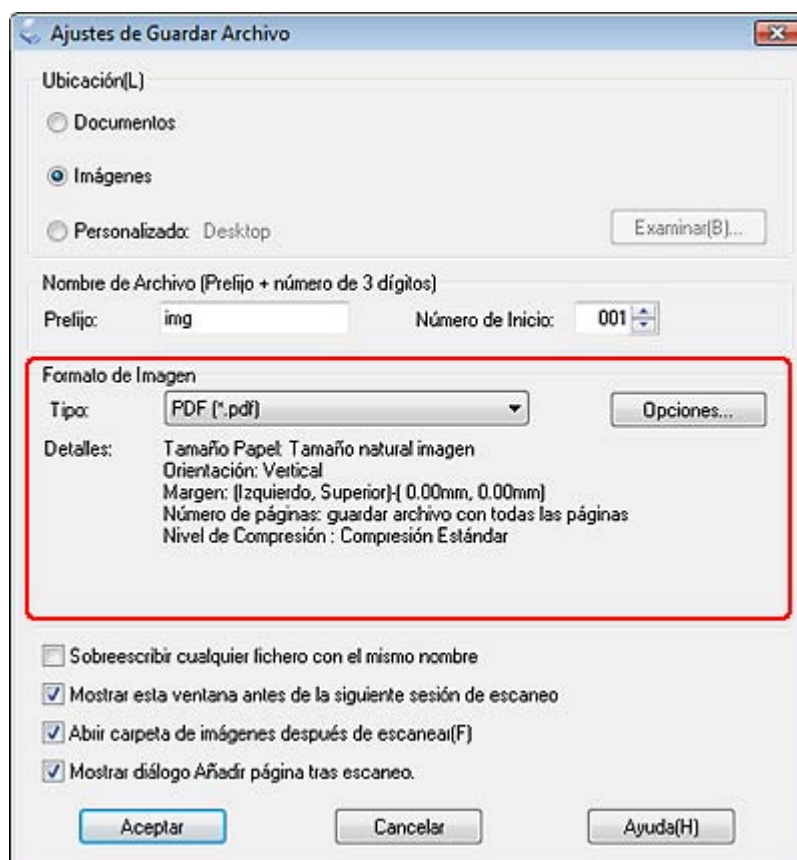 Ajustes de Guardar Archivo
Ubicación(L)
Documentos
Imágenes
Personalizado: Desktop
Examinar(B)...
Nombre de Archivo (Prefijo + número de 3 dígitos)
Prefijo: img Número de Inicio: 001
Formato de Imagen
Tipo: PDF (*.pdf) Opciones...
Detalles: Tamaño Papel: Tamaño natural imagen
Orientación: Vertical
Margen: (Izquierdo, Superior)-( 0.00mm, 0.00mm)
Número de páginas: guardar archivo con todas las páginas
Nivel de Compresión : Compresión Estándar
Sobreescribir cualquier fichero con el mismo nombre
Mostrar esta ventana antes de la siguiente sesión de escaneo
Abrir carpeta de imágenes después de escanear(F)
Mostrar diálogo Añadir página tras escaneo.
Aceptar Cancelar Ayuda(H)